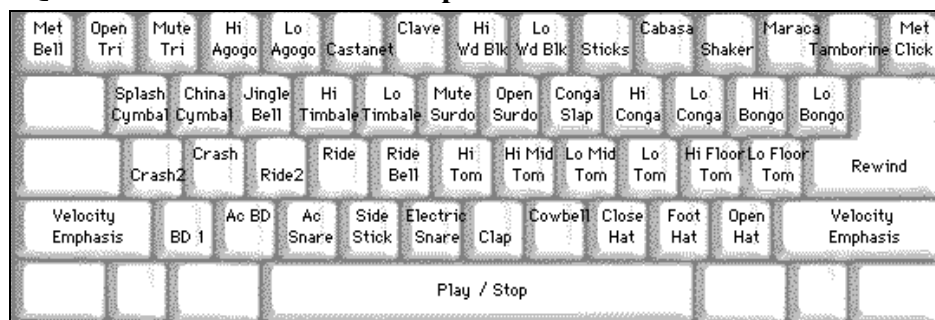 Met Bell
Open Tri
Mute Tri
Hi Agogo
Lo Agogo
Castanet
Clave
Hi Wd Blk
Lo Wd Blk
Sticks
Cabasa
Shaker
Maraca
Tamborine
Met Click
Splash Cymbal
China Cymbal
Jingle Bell
Hi Timbale
Lo Timbale
Mute Surdo
Open Surdo
Conga Slap
Hi Conga
Lo Conga
Hi Bongo
Lo Bongo
Crash2
Crash
Ride2
Ride
Ride Bell
Hi Tom
Hi Mid Tom
Lo Mid Tom
Lo Tom
Hi Floor Tom
Lo Floor Tom
Rewind
Velocity Emphasis
BD 1
Ac BD
Ac Snare
Side Stick
Electric Snare
Clap
Cowbell
Close Hat
Foot Hat
Open Hat
Velocity Emphasis
Play / Stop